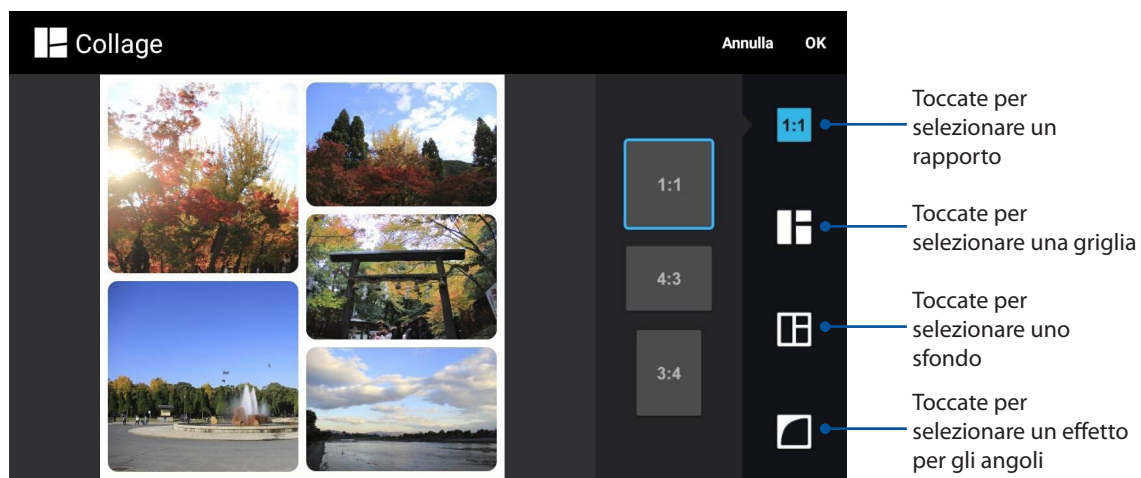 Collage
Annulla OK
1:1
1:1
4:3
3:4
Toccate per
selezionare un
rapporto
Toccate per
selezionare una griglia
Toccate per
selezionare uno
sfondo
Toccate per
selezionare un effetto
per gli angoli